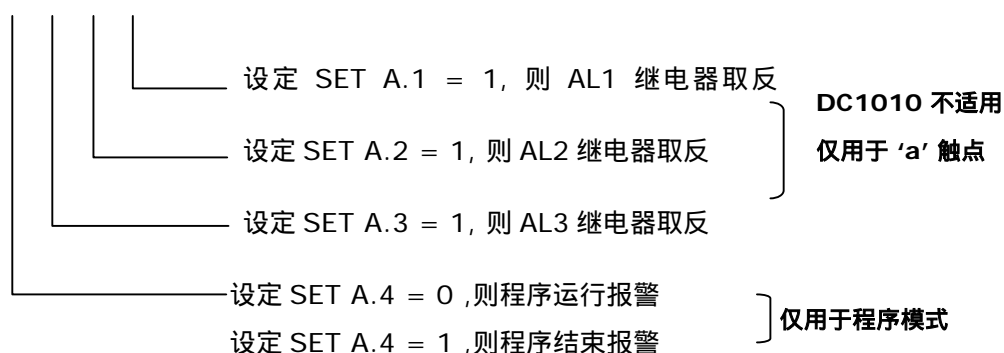 设定 SET A.1 = 1, 则 AL1 继电器取反
DC1010 不适用
设定 SET A.2 = 1, 则 AL2 继电器取反
仅用于 ‘a’ 触点
设定 SET A.3 = 1, 则 AL3 继电器取反
设定 SET A.4 = 0 ,则程序运行报警
仅用于程序模式
设定 SET A.4 = 1 ,则程序结束报警